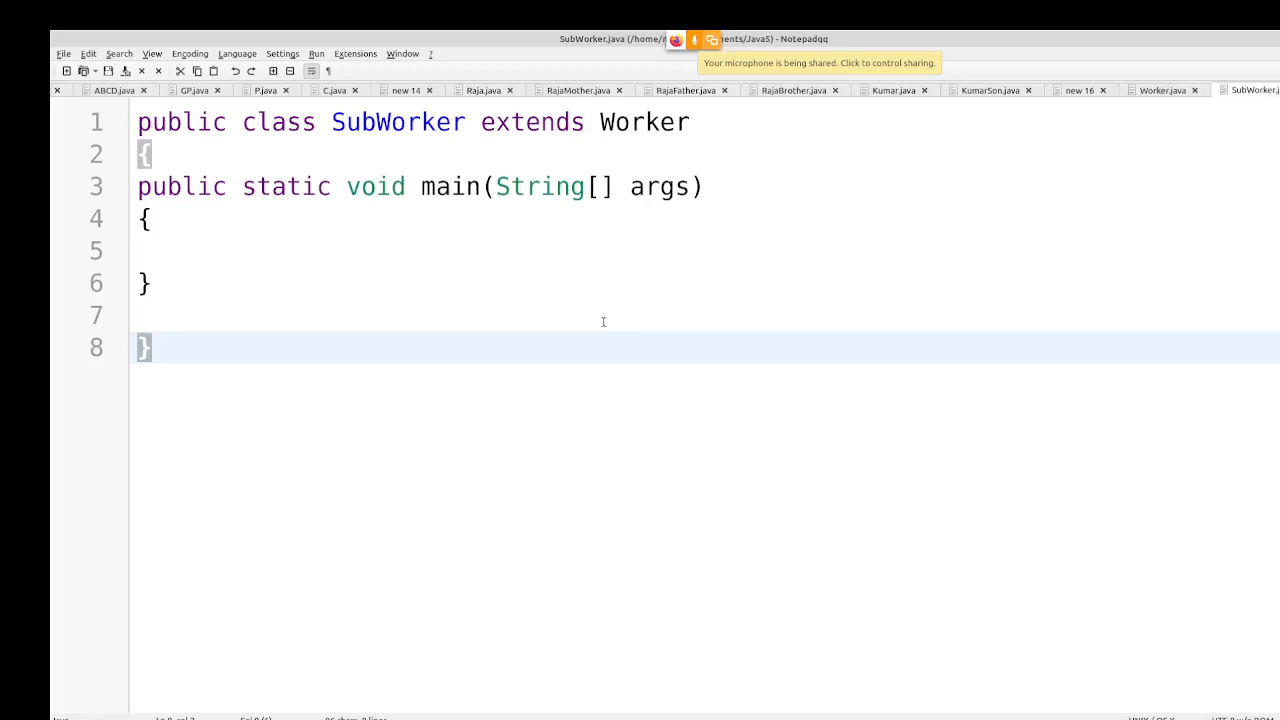 SubWorker.java (/home/ ents/Java5) - Notepadqq
File Edit Search View Encoding Language Settings Run Extensions Window ?
Your microphone is being shared. Click to control sharing.
ABCD.java GP.java P.java C.java new 14 Raja.java RajaMother.java RajaFather.java RajaBrother.java Kumar.java KumarSon.java new 16 Worker.java SubWorker.j
1 public class SubWorker extends Worker
2 {
3 public static void main(String[] args)
4 {
5
6 }
7
8 }